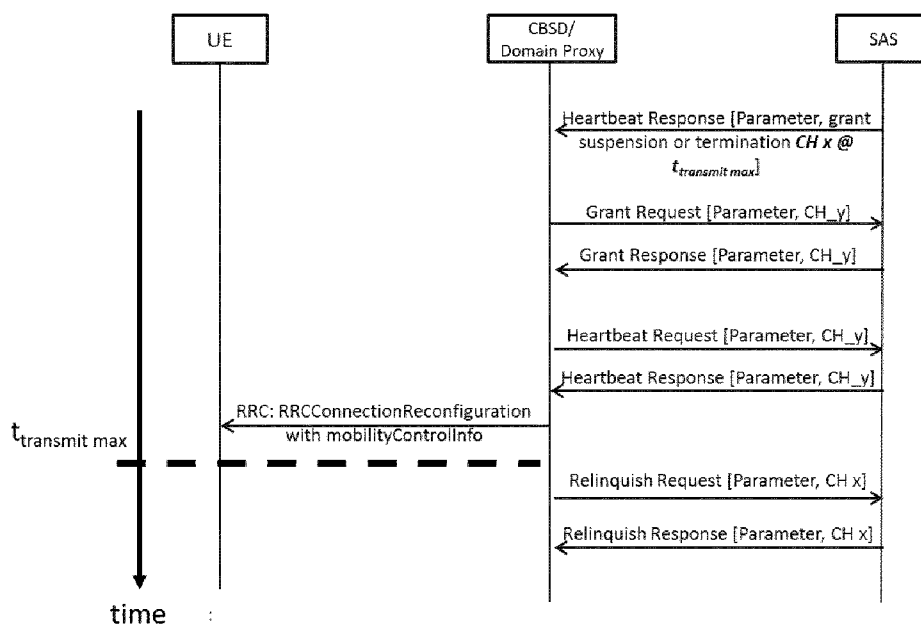 UE
CBSD/
Domain Proxy
SAS
Heartbeat Response [Parameter, grant
suspension or termination CH x @
t transmit max]
Grant Request [Parameter, CH_y]
Grant Response [Parameter, CH_y]
Heartbeat Request [Parameter, CH_y]
Heartbeat Response [Parameter, CH_y]
RRC: RRCConnectionReconfiguration
with mobilityControlInfo
t transmit max
Relinquish Request [Parameter, CH x]
Relinquish Response [Parameter, CH x]
time